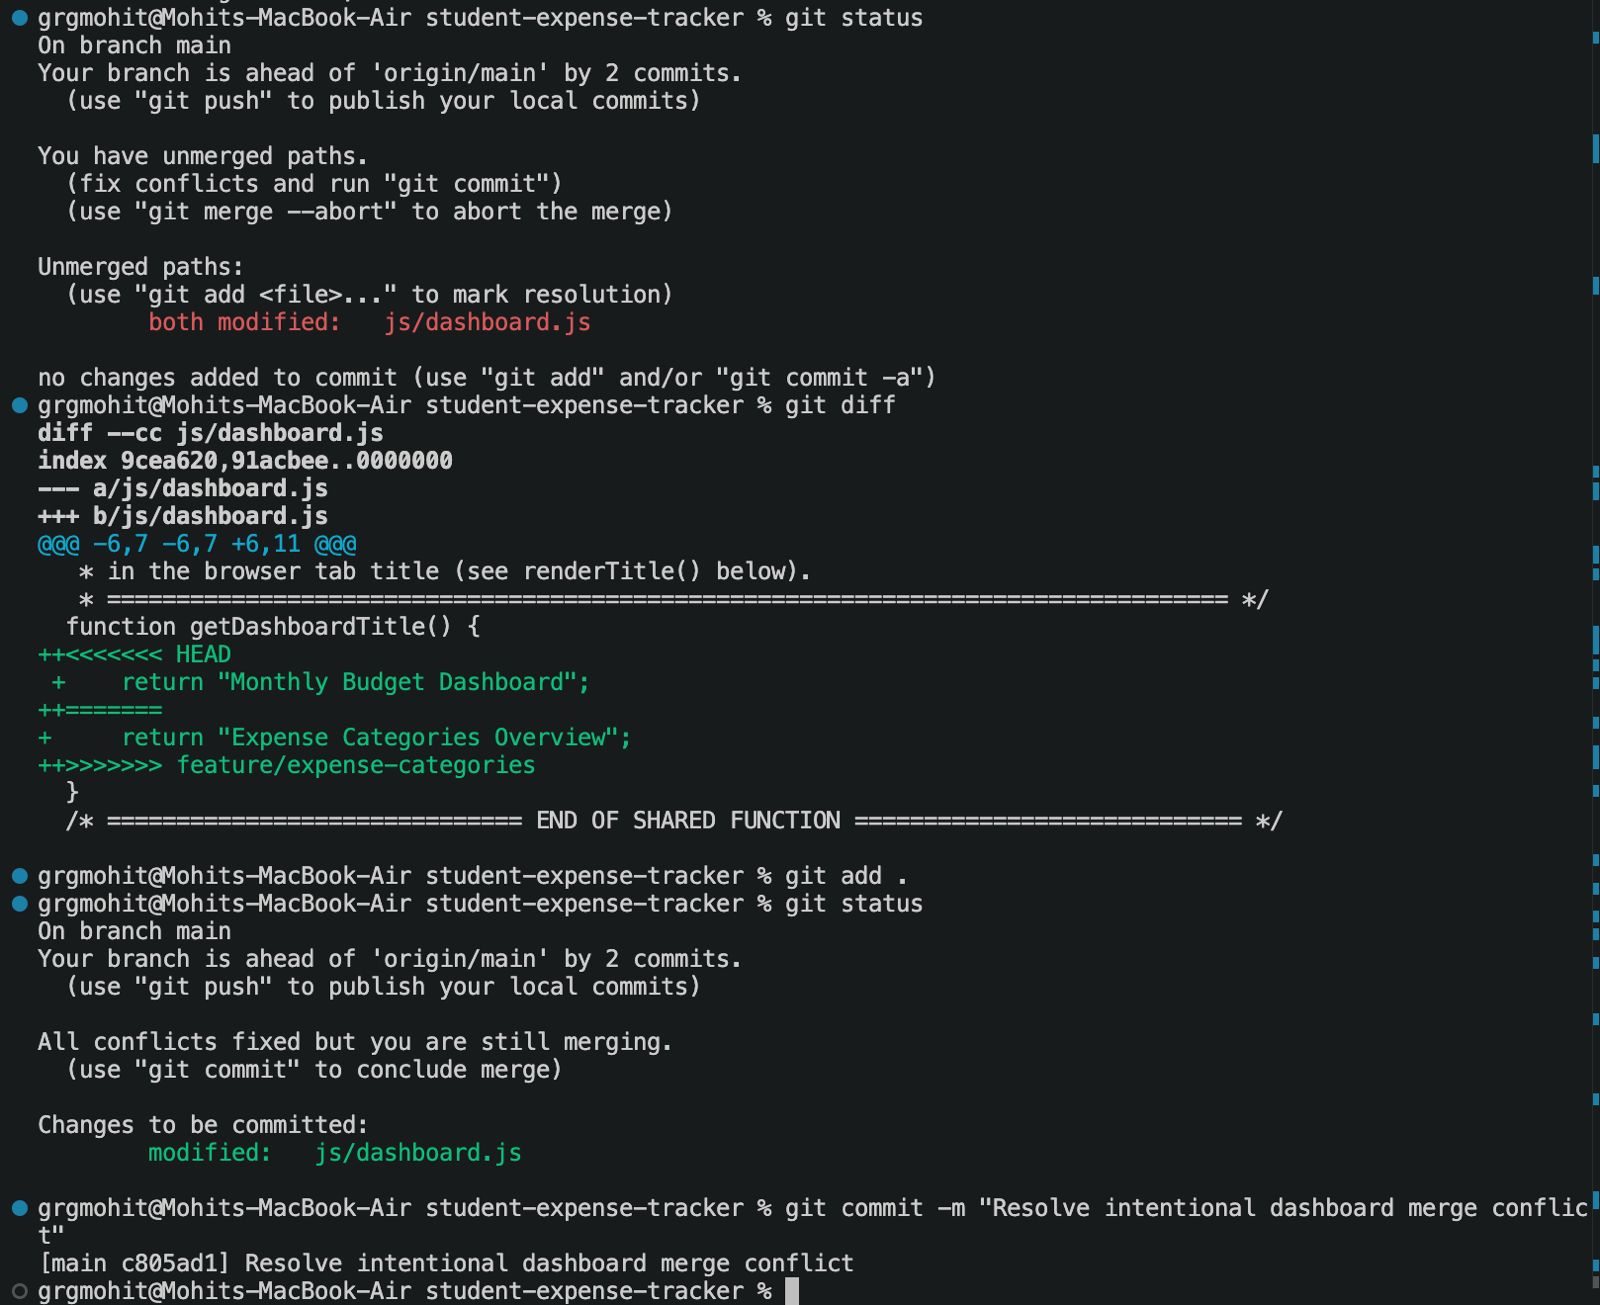 grgmohit@Mohits-MacBook-Air student-expense-tracker % git status
On branch main
Your branch is ahead of 'origin/main' by 2 commits.
  (use "git push" to publish your local commits)

You have unmerged paths.
  (fix conflicts and run "git commit")
  (use "git merge --abort" to abort the merge)

Unmerged paths:
  (use "git add <file>..." to mark resolution)
        both modified:   js/dashboard.js

no changes added to commit (use "git add" and/or "git commit -a")
grgmohit@Mohits-MacBook-Air student-expense-tracker % git diff
diff --cc js/dashboard.js
index 9cea620,91acbee..0000000
--- a/js/dashboard.js
+++ b/js/dashboard.js
@@@ -6,7 -6,7 +6,11 @@@
   * in the browser tab title (see renderTitle() below).
   * ================================================================================= */
  function getDashboardTitle() {
++<<<<<<< HEAD
 +    return "Monthly Budget Dashboard";
++=======
+     return "Expense Categories Overview";
++>>>>>>> feature/expense-categories
  }
  /* ============================== END OF SHARED FUNCTION ============================ */

grgmohit@Mohits-MacBook-Air student-expense-tracker % git add .
grgmohit@Mohits-MacBook-Air student-expense-tracker % git status
On branch main
Your branch is ahead of 'origin/main' by 2 commits.
  (use "git push" to publish your local commits)

All conflicts fixed but you are still merging.
  (use "git commit" to conclude merge)

Changes to be committed:
        modified:   js/dashboard.js

grgmohit@Mohits-MacBook-Air student-expense-tracker % git commit -m "Resolve intentional dashboard merge conflic
t"
[main c805ad1] Resolve intentional dashboard merge conflict
grgmohit@Mohits-MacBook-Air student-expense-tracker %